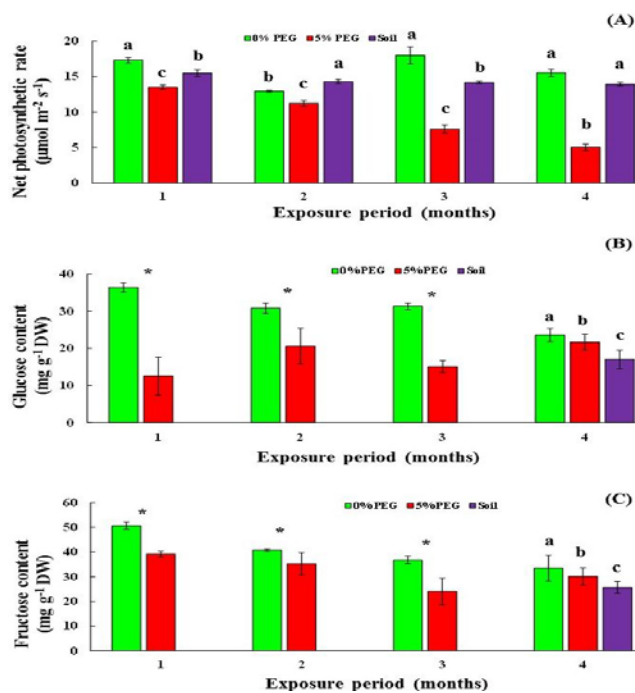 (A)
0% PEG 5% PEG Soil
Net photosynthetic rate
(µmol m-2 s-1)
20
15
10
5
0
a c b
b c a
a c b
a b a
1 2 3 4
Exposure period (months)
(B)
0%PEG 5%PEG Soil
Glucose content
(mg g-1 DW)
40
30
20
10
0
* * * a b c
1 2 3 4
Exposure period (months)
(C)
0%PEG 5%PEG Soil
Fructose content
(mg g-1 DW)
60
50
40
30
20
10
0
* * * a b c
1 2 3 4
Exposure period (months)